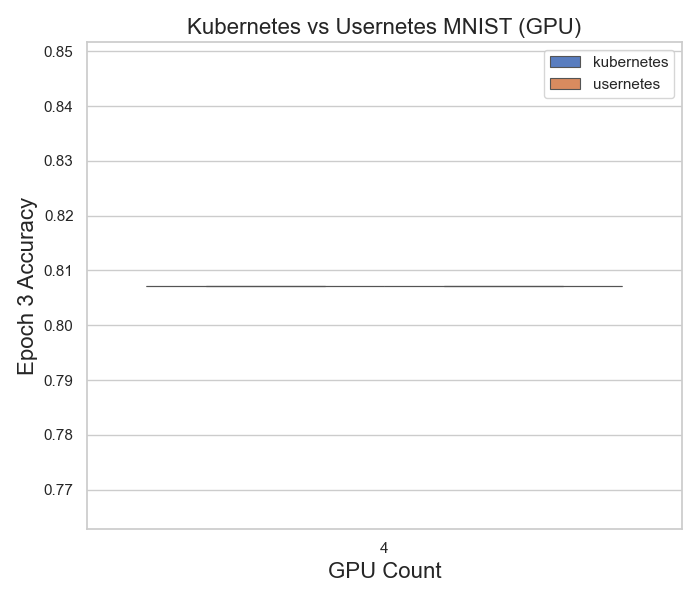 Kubernetes vs Usernetes MNIST (GPU)
kubernetes
usernetes
Epoch 3 Accuracy
0.85
0.84
0.83
0.82
0.81
0.80
0.79
0.78
0.77
4
GPU Count